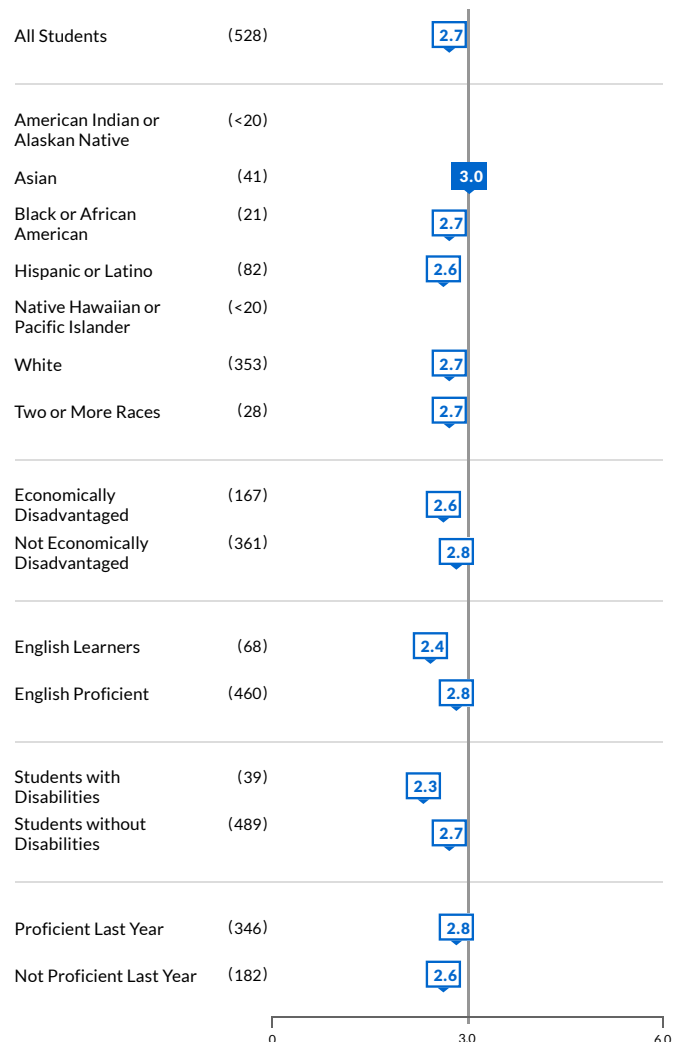 All Students (528) 2.7
American Indian or (<20)
Alaskan Native
Asian (41) 3.0
Black or African (21) 2.7
American
Hispanic or Latino (82) 2.6
Native Hawaiian or (<20)
Pacific Islander
White (353) 2.7
Two or More Races (28) 2.7
Economically (167) 2.6
Disadvantaged
Not Economically (361) 2.8
Disadvantaged
English Learners (68) 2.4
English Proficient (460) 2.8
Students with (39) 2.3
Disabilities
Students without (489) 2.7
Disabilities
Proficient Last Year (346) 2.8
Not Proficient Last Year (182) 2.6
0 3.0 6.0